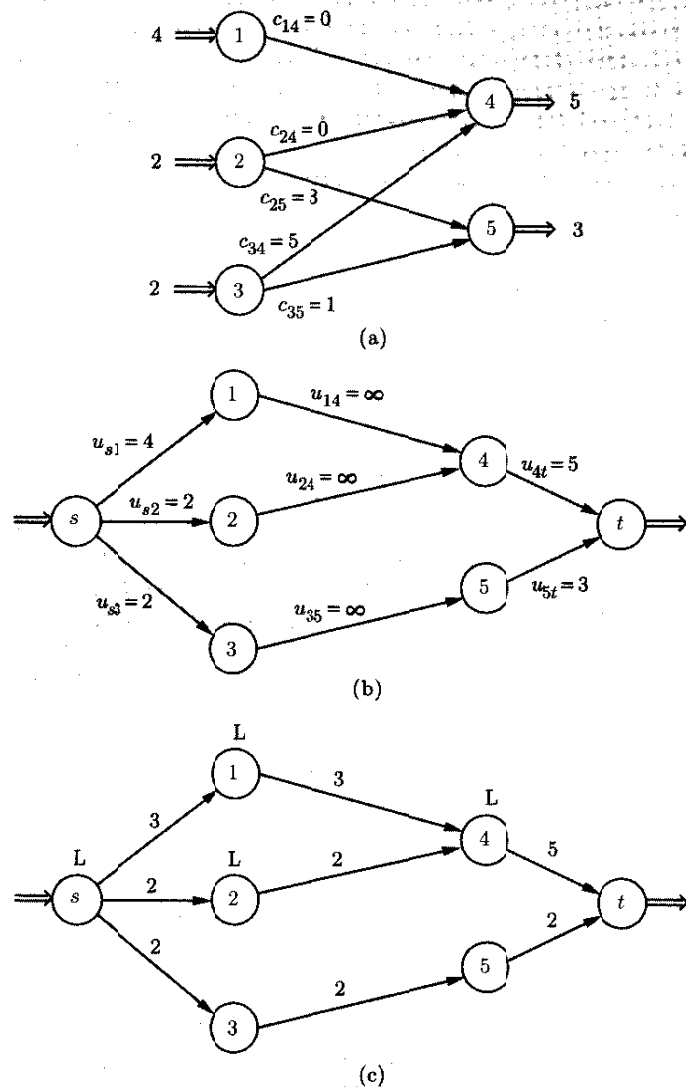 4
1
c₁₄ = 0
4
5
2
2
c₂₄ = 0
c₂₅ = 3
5
3
c₃₄ = 5
2
3
c₃₅ = 1
(a)
1
u₁₄ = ∞
uₛ₁ = 4
4
u₂₄ = ∞
u₄ₜ = 5
s
uₛ₂ = 2
2
t
5
u₅ₜ = 3
uₛ₃ = 2
u₃₅ = ∞
3
(b)
L
1
3
L
3
4
5
L
L
2
s
2
2
t
2
2
5
2
3
(c)